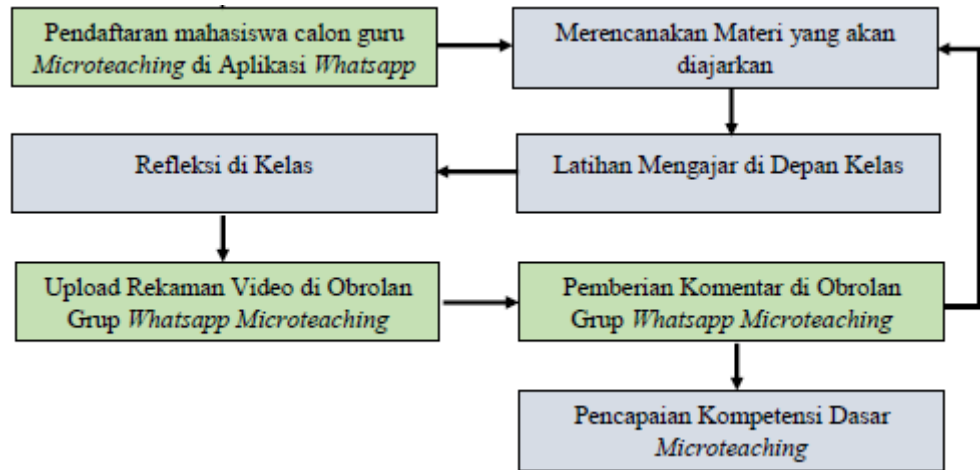 Pendaftaran mahasiswa calon guru
Microteaching di Aplikasi Whatsapp
Merencanakan Materi yang akan
diajarkan
Refleksi di Kelas
Latihan Mengajar di Depan Kelas
Upload Rekaman Video di Obrolan
Grup Whatsapp Microteaching
Pemberian Komentar di Obrolan
Grup Whatsapp Microteaching
Pencapaian Kompetensi Dasar
Microteaching